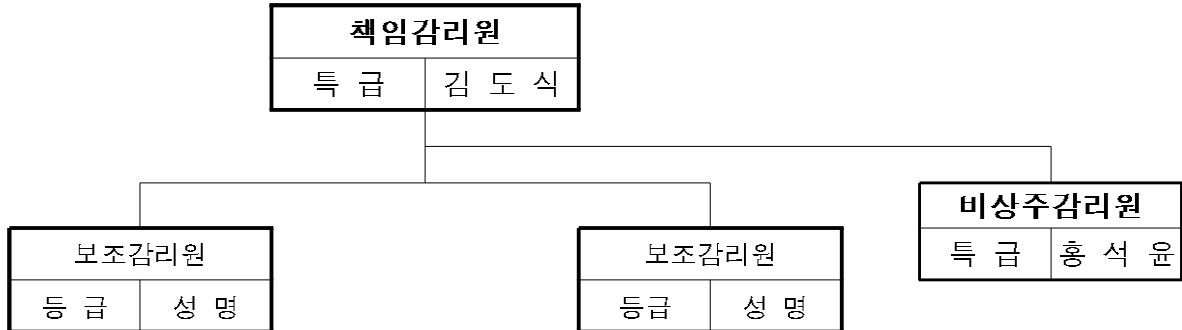 책임감리원
특 급 김 도 식
비상주감리원
특 급 홍 석 윤
보조감리원 보조감리원
등 급 성 명 등급 성 명